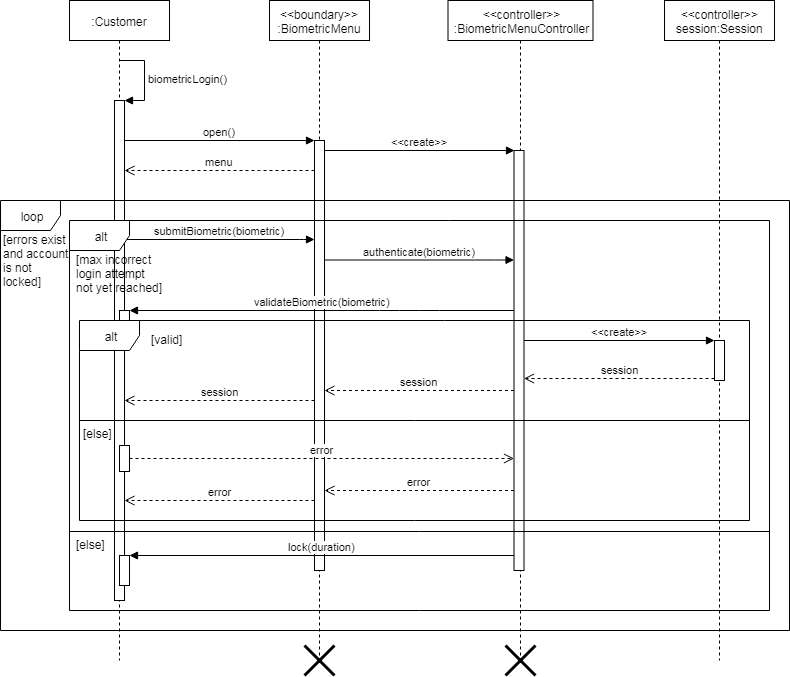 :Customer
<<boundary>>
:BiometricMenu
<<controller>>
:BiometricMenuController
<<controller>>
session:Session
biometricLogin()
open()
<<create>>
menu
loop
[errors exist
and account
is not
locked]
alt
submitBiometric(biometric)
[max incorrect
login attempt
not yet reached]
authenticate(biometric)
validateBiometric(biometric)
alt
[valid]
<<create>>
session
session
session
[else]
error
error
error
[else]
lock(duration)